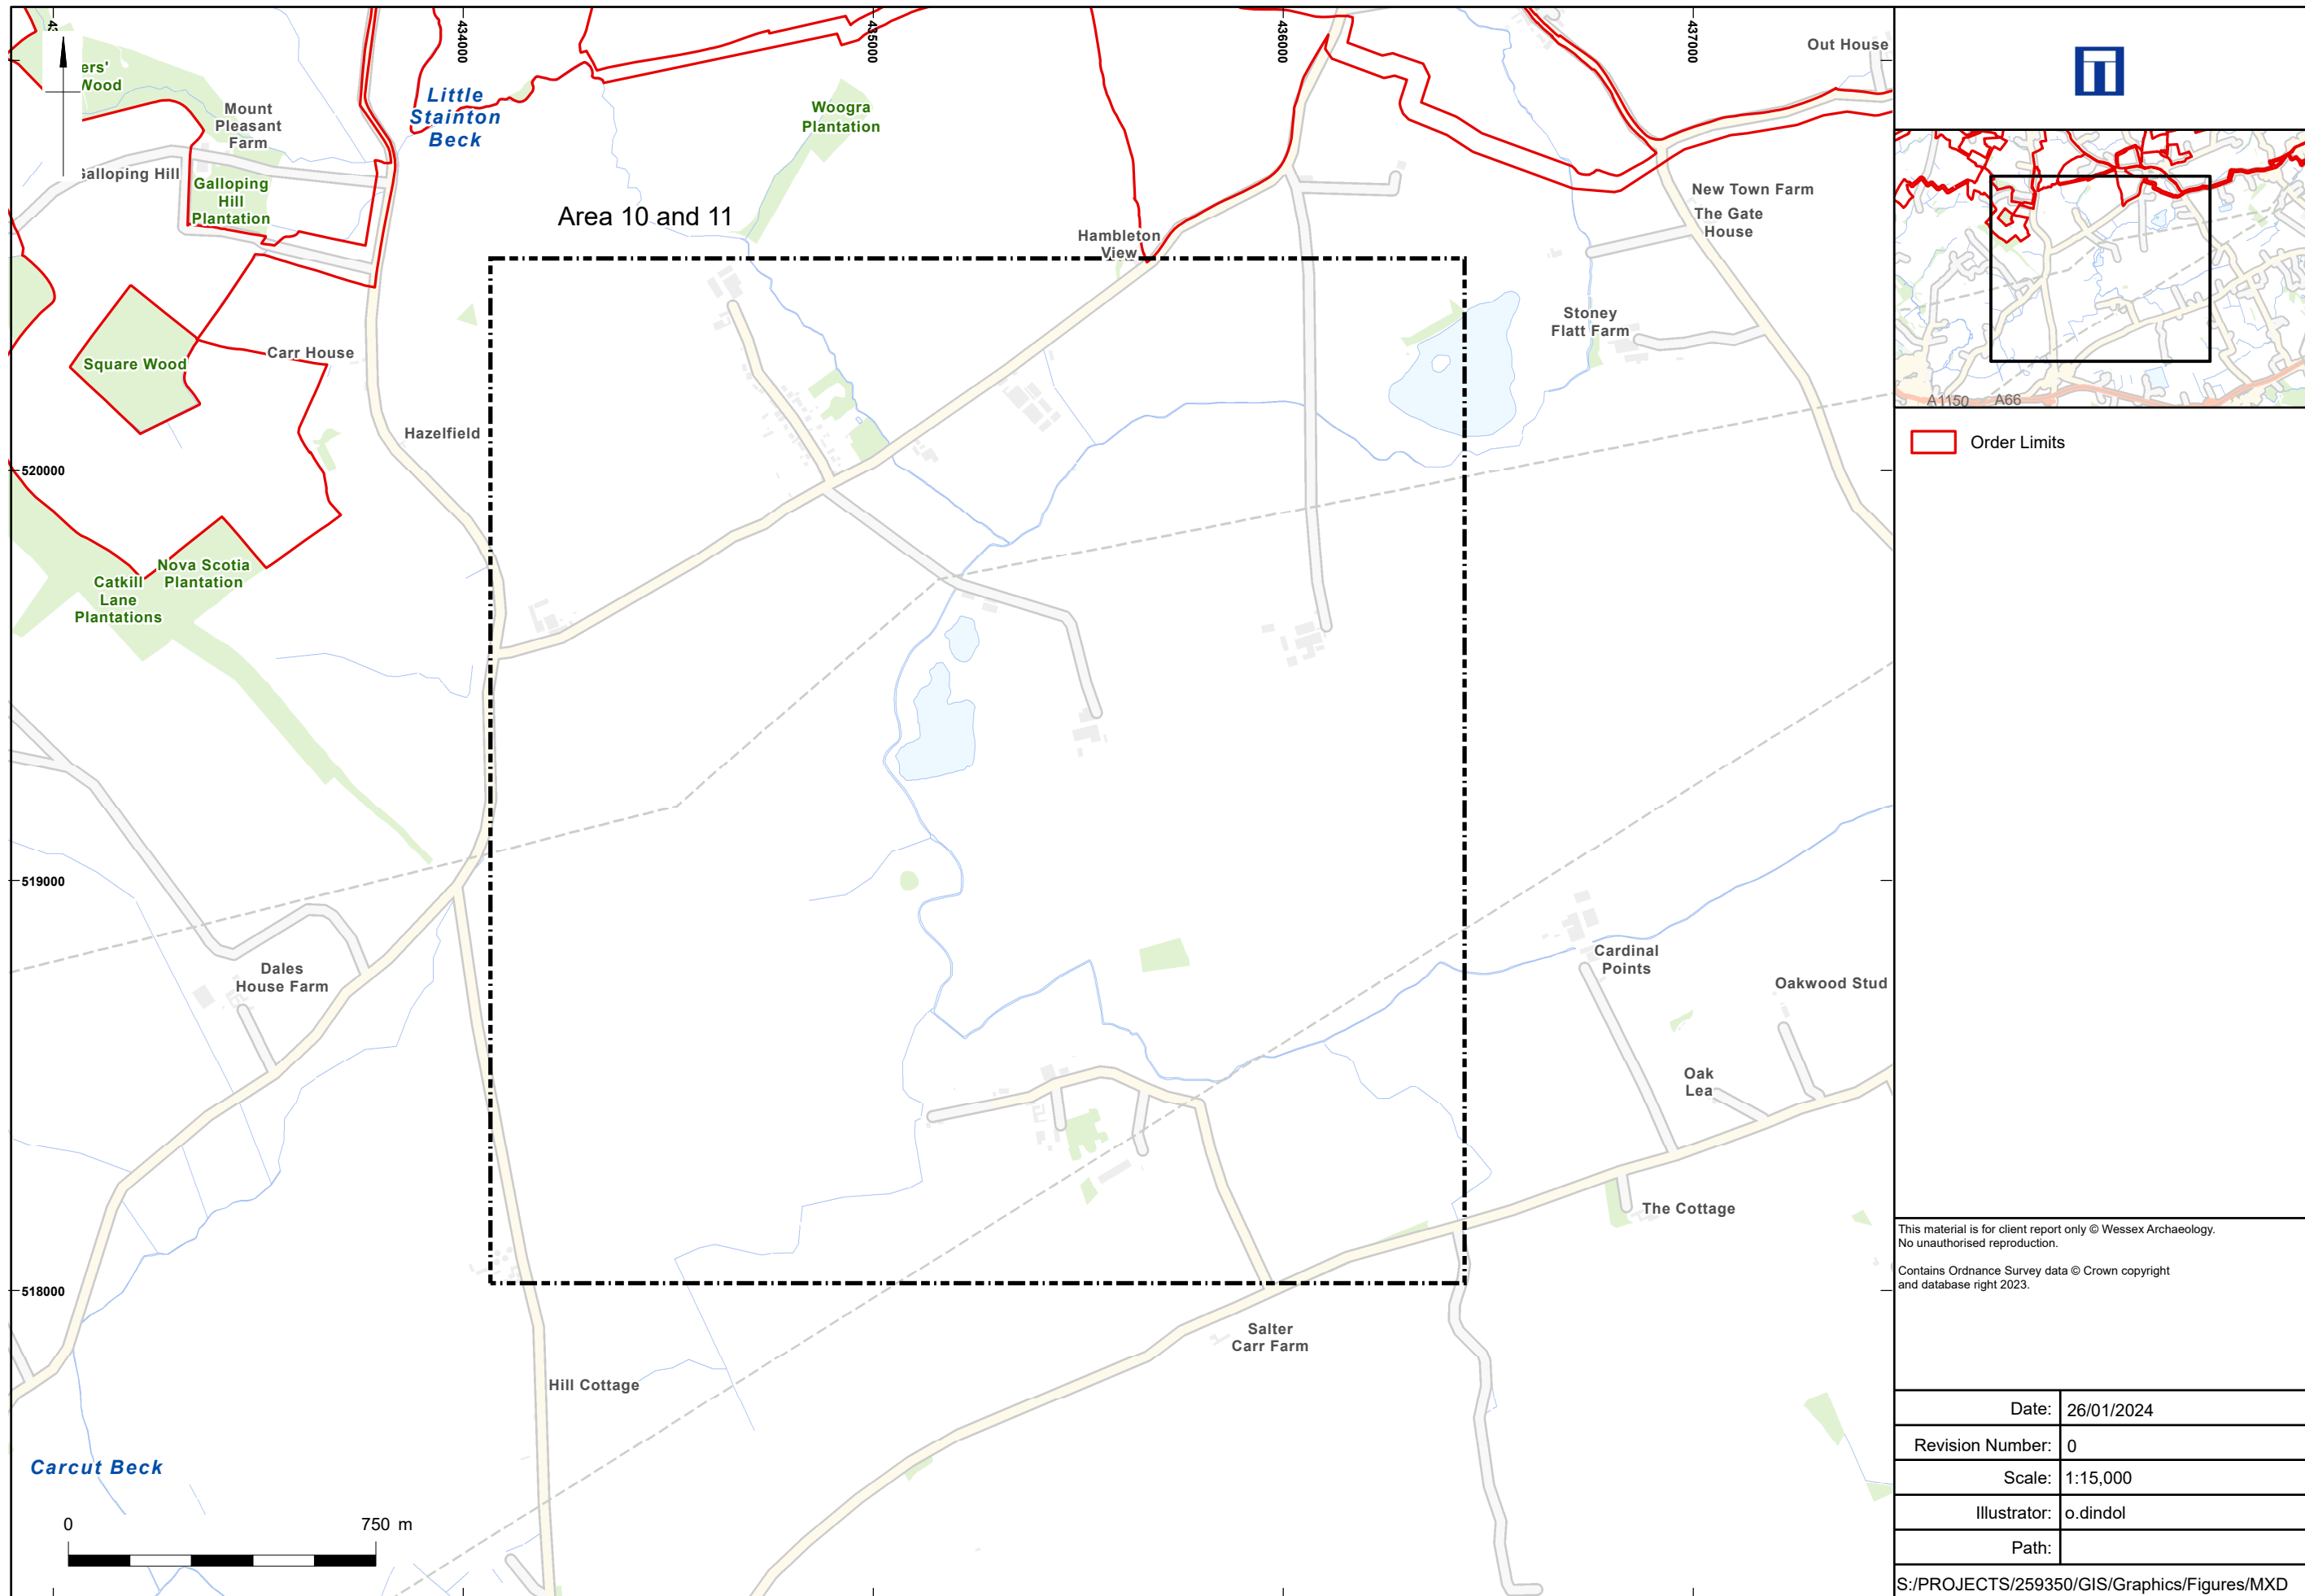 434000
435000
436000
437000
Out House
ers'
Wood
Mount
Pleasant
Farm
Little
Stainton
Beck
Woogra
Plantation
Galloping Hill
Galloping
Hill
Plantation
Area 10 and 11
New Town Farm
The Gate
House
Hambleton
View
Stoney
Flatt Farm
Square Wood
Carr House
Hazelfield
520000
Nova Scotia
Plantation
Catkill
Lane
Plantations
519000
Dales
House Farm
Cardinal
Points
Oakwood Stud
Oak
Lea
The Cottage
518000
Salter
Carr Farm
Hill Cottage
Carcut Beck
0 750 m
A1150 A66
Order Limits
This material is for client report only © Wessex Archaeology.
No unauthorised reproduction.
Contains Ordnance Survey data © Crown copyright
and database right 2023.
Date: 26/01/2024
Revision Number: 0
Scale: 1:15,000
Illustrator: o.dindol
Path:
S:/PROJECTS/259350/GIS/Graphics/Figures/MXD